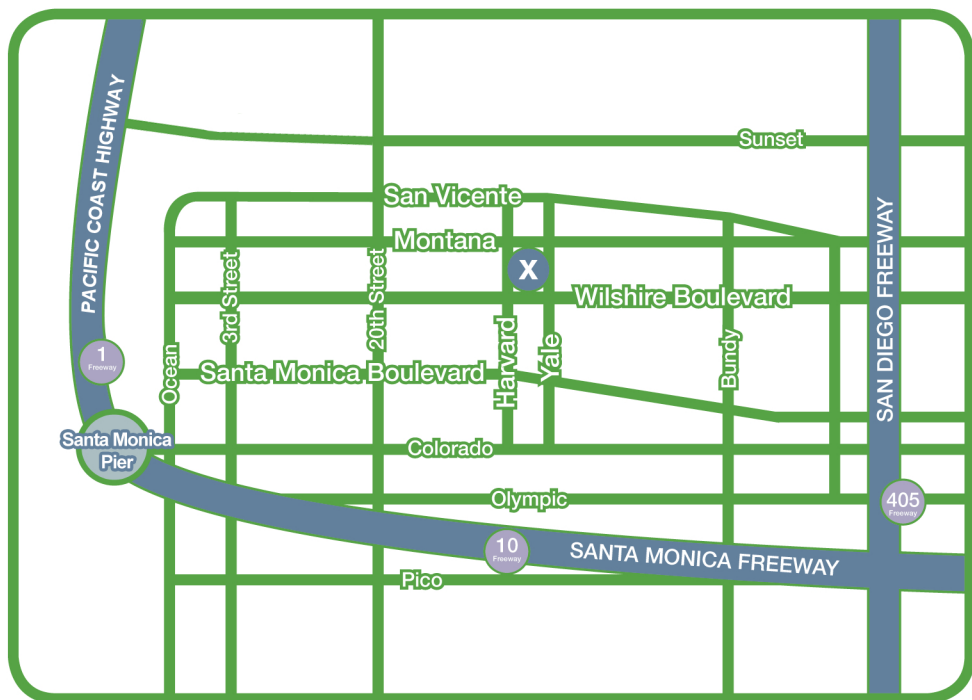 PACIFIC COAST HIGHWAY
Sunset
San Vicente
SAN DIEGO FREEWAY
Montana
3rd Street
20th Street
X
Wilshire Boulevard
Harvard
Yale
Bundy
Ocean
1
Freeway
Santa Monica Boulevard
Santa Monica
Pier
Colorado
Olympic
405
Freeway
10
Freeway
SANTA MONICA FREEWAY
Pico